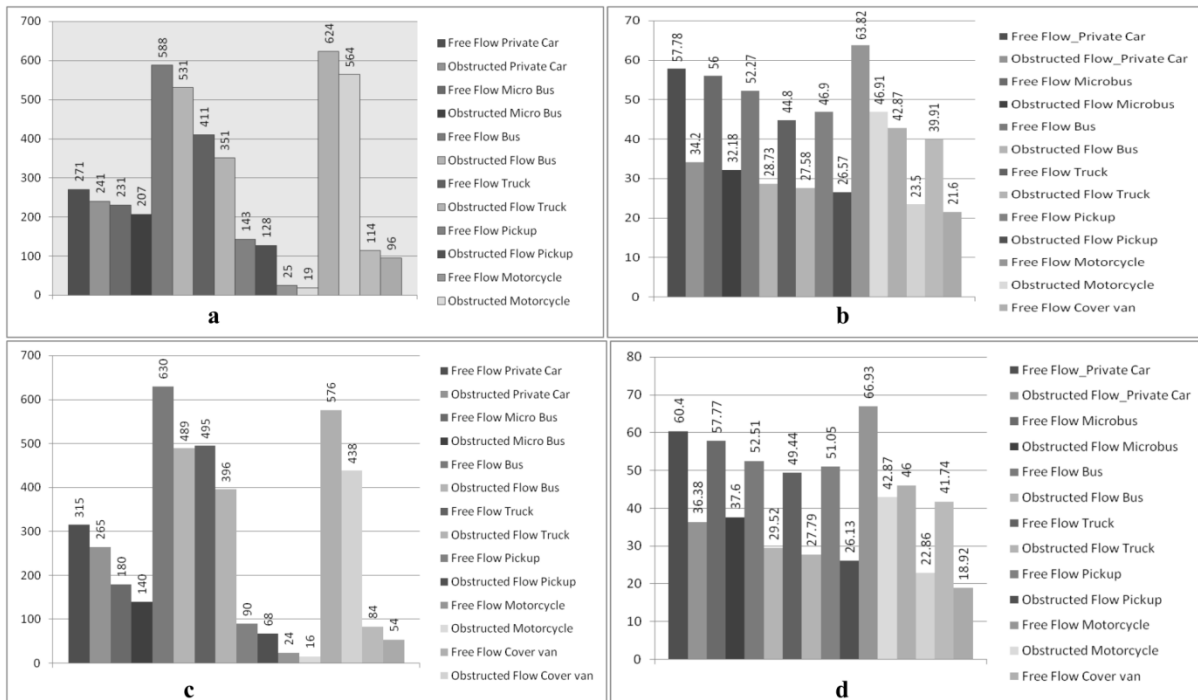 700
600
500
400
300
200
100
0
271
241
231
207
588
531
411
351
143
128
25
19
624
564
114
96
Free Flow Private Car
Obstructed Private Car
Free Flow Micro Bus
Obstructed Micro Bus
Free Flow Bus
Obstructed Flow Bus
Free Flow Truck
Obstructed Flow Truck
Free Flow Pickup
Obstructed Flow Pickup
Free Flow Motorcycle
Obstructed Motorcycle
a
70
60
50
40
30
20
10
0
57.78
34.2
56
32.18
52.27
28.73
44.8
27.58
46.9
26.57
63.82
46.91
42.87
23.5
39.91
21.6
Free Flow_Private Car
Obstructed Flow_Private Car
Free Flow Microbus
Obstructed Flow Microbus
Free Flow Bus
Obstructed Flow Bus
Free Flow Truck
Obstructed Flow Truck
Free Flow Pickup
Obstructed Flow Pickup
Free Flow Motorcycle
Obstructed Motorcycle
Free Flow Cover van
b
700
600
500
400
300
200
100
0
315
265
180
140
630
489
495
396
90
68
24
16
576
438
84
54
Free Flow Private Car
Obstructed Private Car
Free Flow Micro Bus
Obstructed Micro Bus
Free Flow Bus
Obstructed Flow Bus
Free Flow Truck
Obstructed Flow Truck
Free Flow Pickup
Obstructed Flow Pickup
Free Flow Motorcycle
Obstructed Motorcycle
Free Flow Cover van
Obstructed Flow Cover van
c
80
70
60
50
40
30
20
10
0
60.4
36.38
57.77
37.6
52.51
29.52
49.44
27.79
51.05
26.13
66.93
42.87
46
22.86
41.74
18.92
Free Flow_Private Car
Obstructed Flow_Private Car
Free Flow Microbus
Obstructed Flow Microbus
Free Flow Bus
Obstructed Flow Bus
Free Flow Truck
Obstructed Flow Truck
Free Flow Pickup
Obstructed Flow Pickup
Free Flow Motorcycle
Obstructed Motorcycle
Free Flow Cover van
d